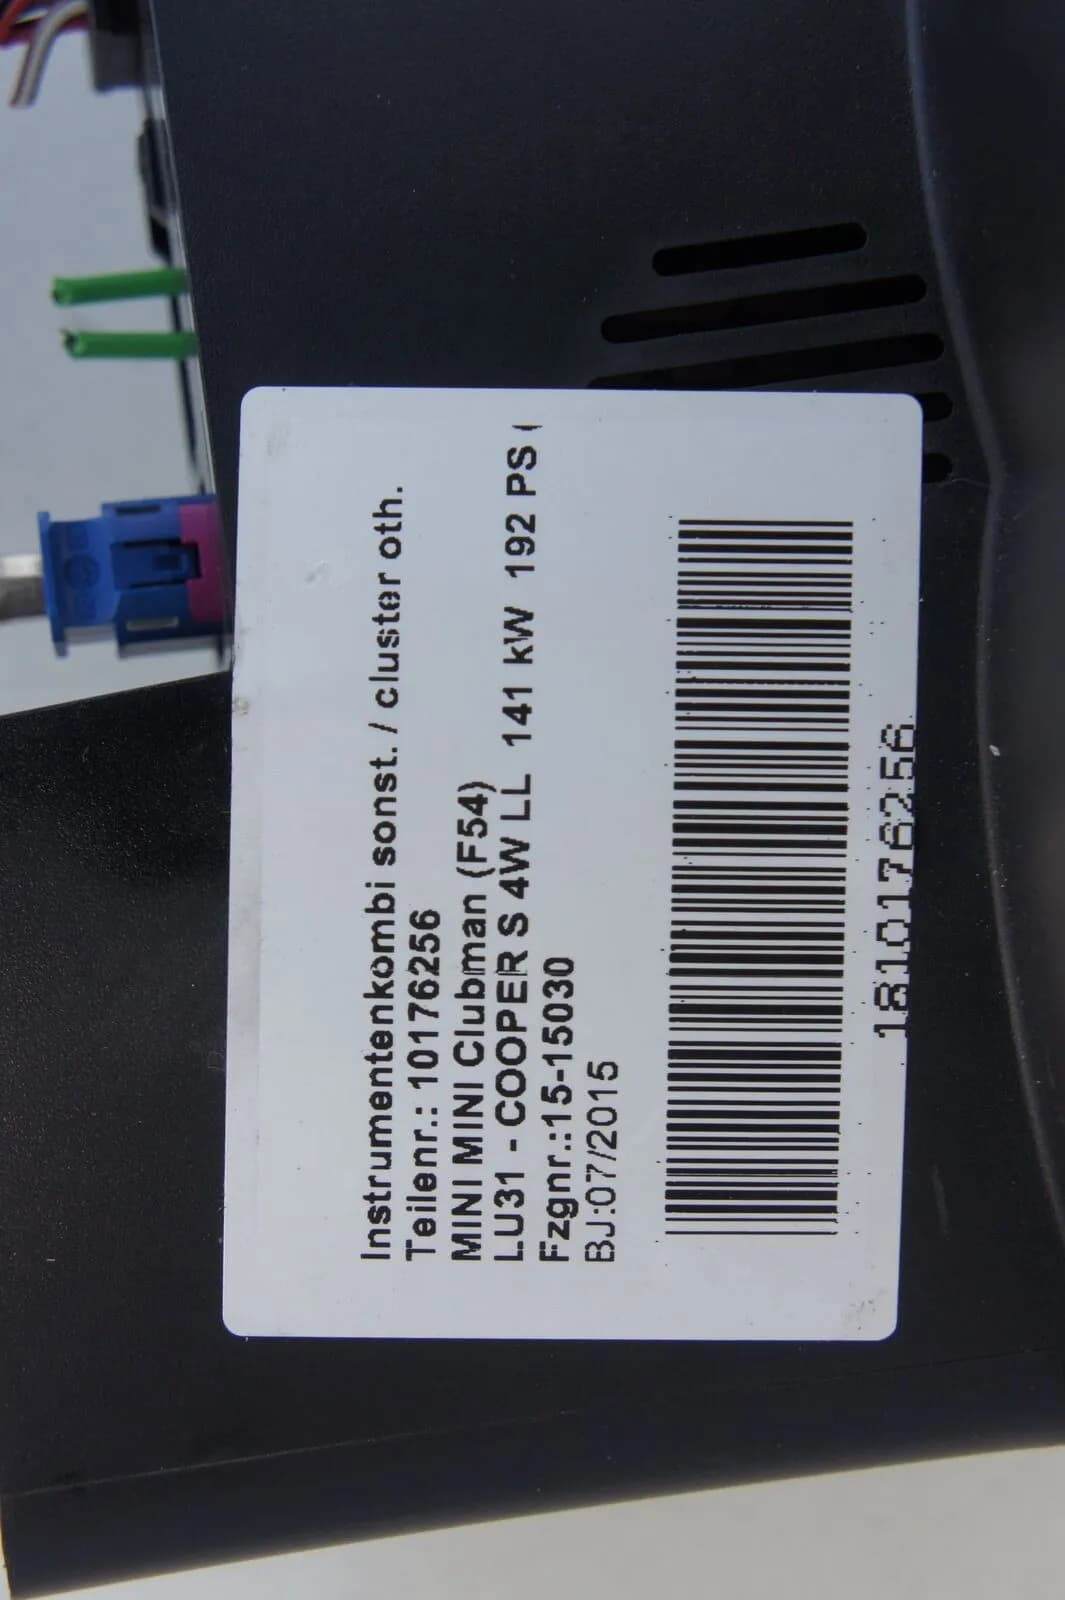 Instrumentenkombi sonst. / cluster oth.
Teilenr.: 10176256
MINI MINI Clubman (F54)
LU31 - COOPER S 4W LL 141 kW 192 PS (
Fzgnr.:15-15030
BJ:07/2015
1810176256